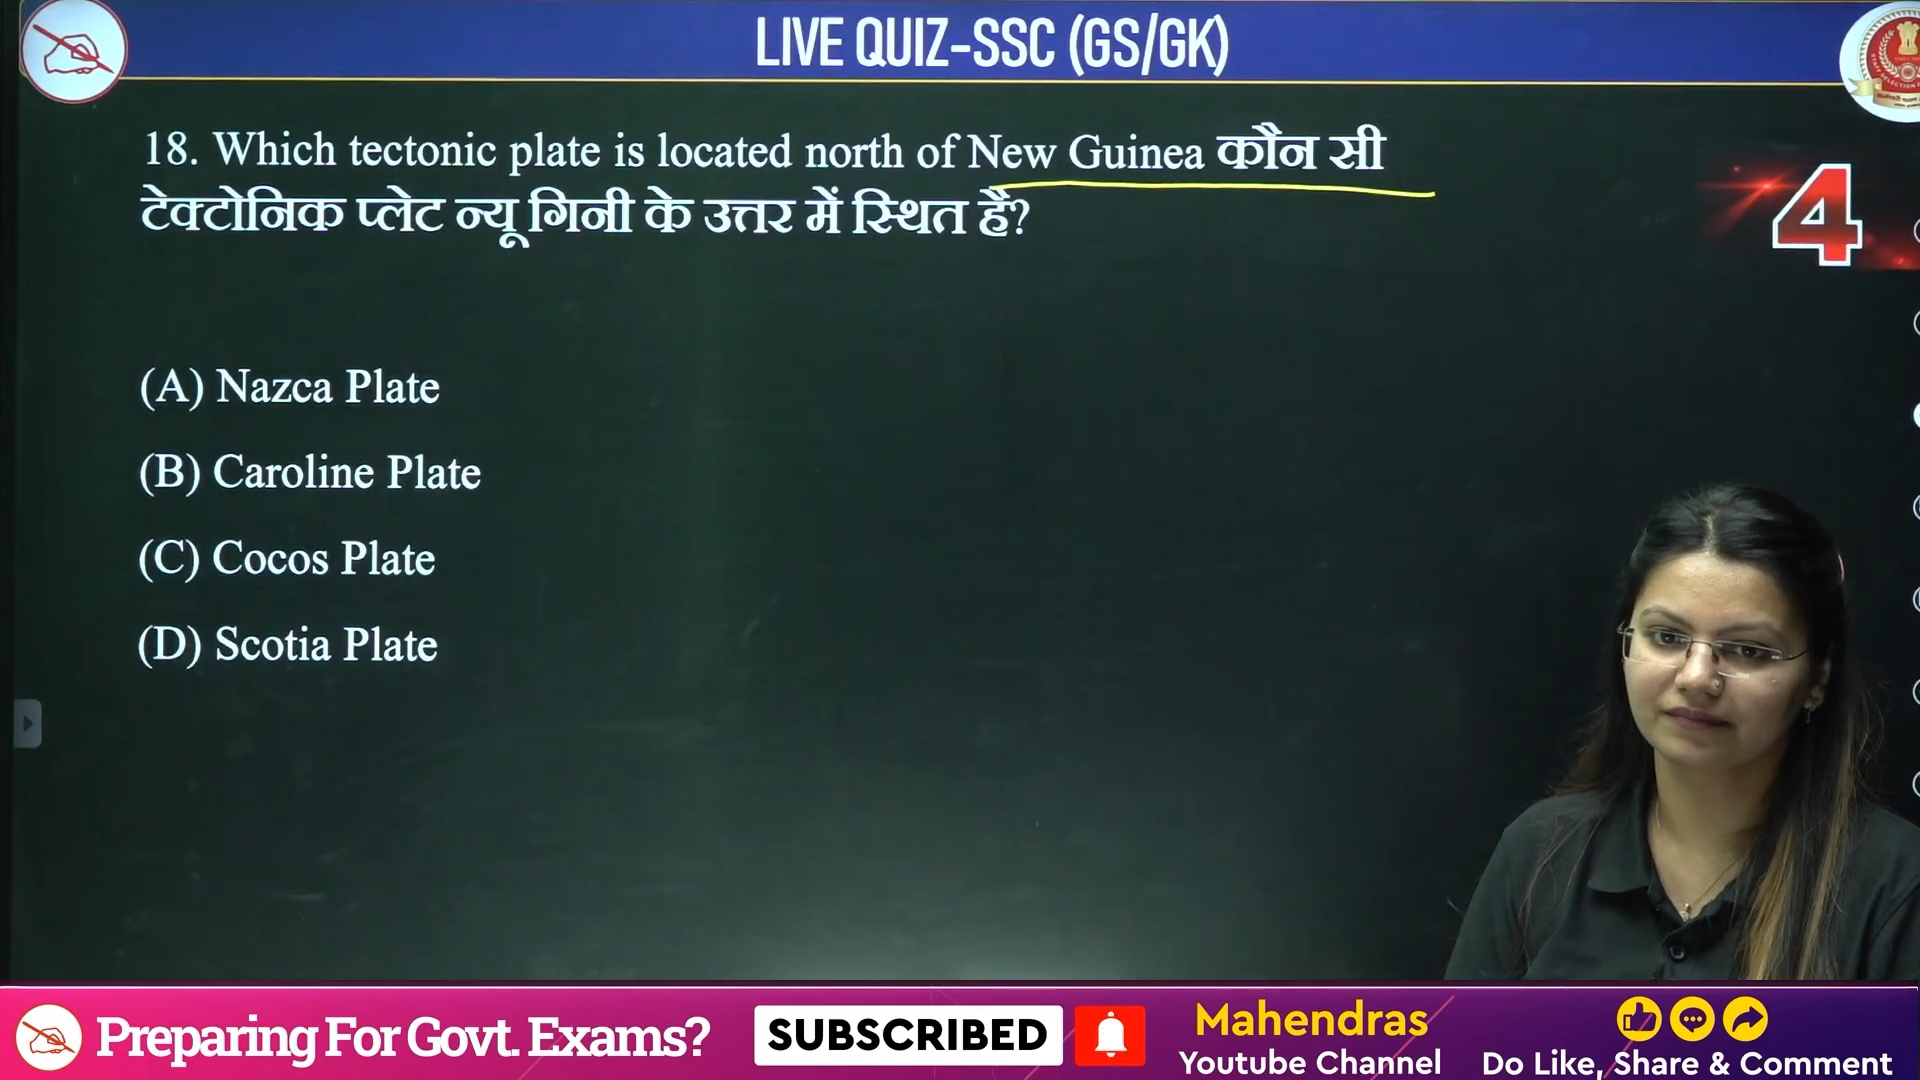 LIVE QUIZ-SSC (GS/GK)
18. Which tectonic plate is located north of New Guinea कौन सी
टेक्टोनिक प्लेट न्यू गिनी के उत्तर में स्थित है?
4
(A) Nazca Plate
(B) Caroline Plate
(C) Cocos Plate
(D) Scotia Plate
Preparing For Govt. Exams?
SUBSCRIBED
Mahendras
Youtube Channel
Do Like, Share & Comment